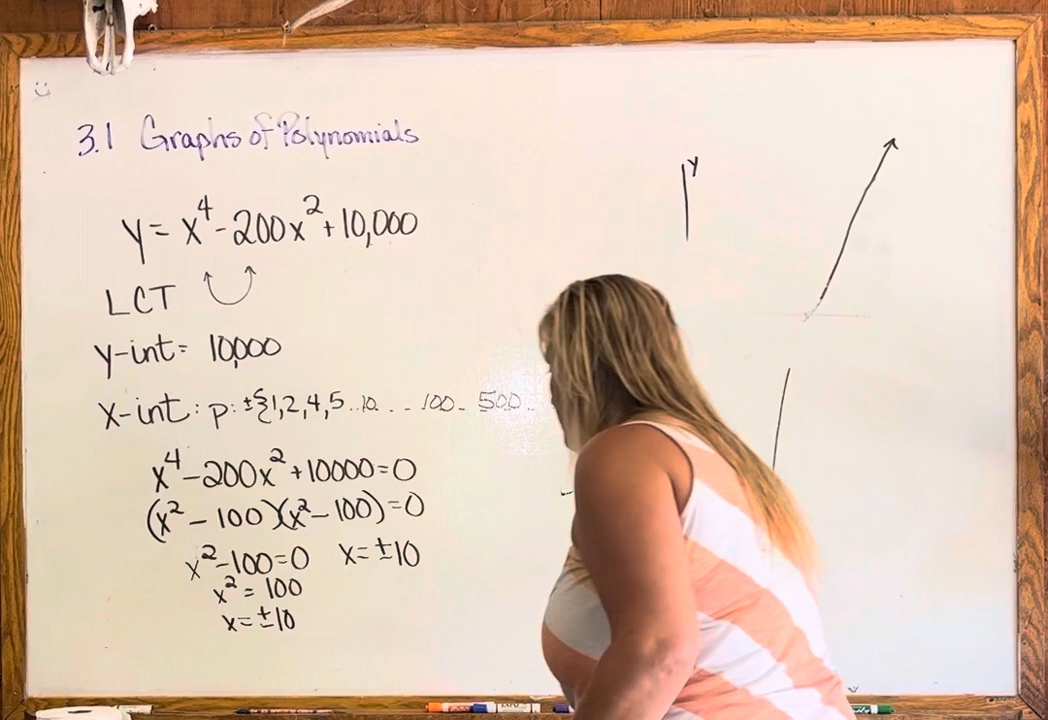 3.1 Graphs of Polynomials
y = x⁴ - 200x² + 10,000
LCT
y-int = 10,000
x-int: p: ±{1,2,4,5..10...100. 500..
x⁴ - 200x² + 10000 = 0
(x² - 100)(x² - 100) = 0
x² - 100 = 0 x = ±10
x² = 100
x = ±10
y